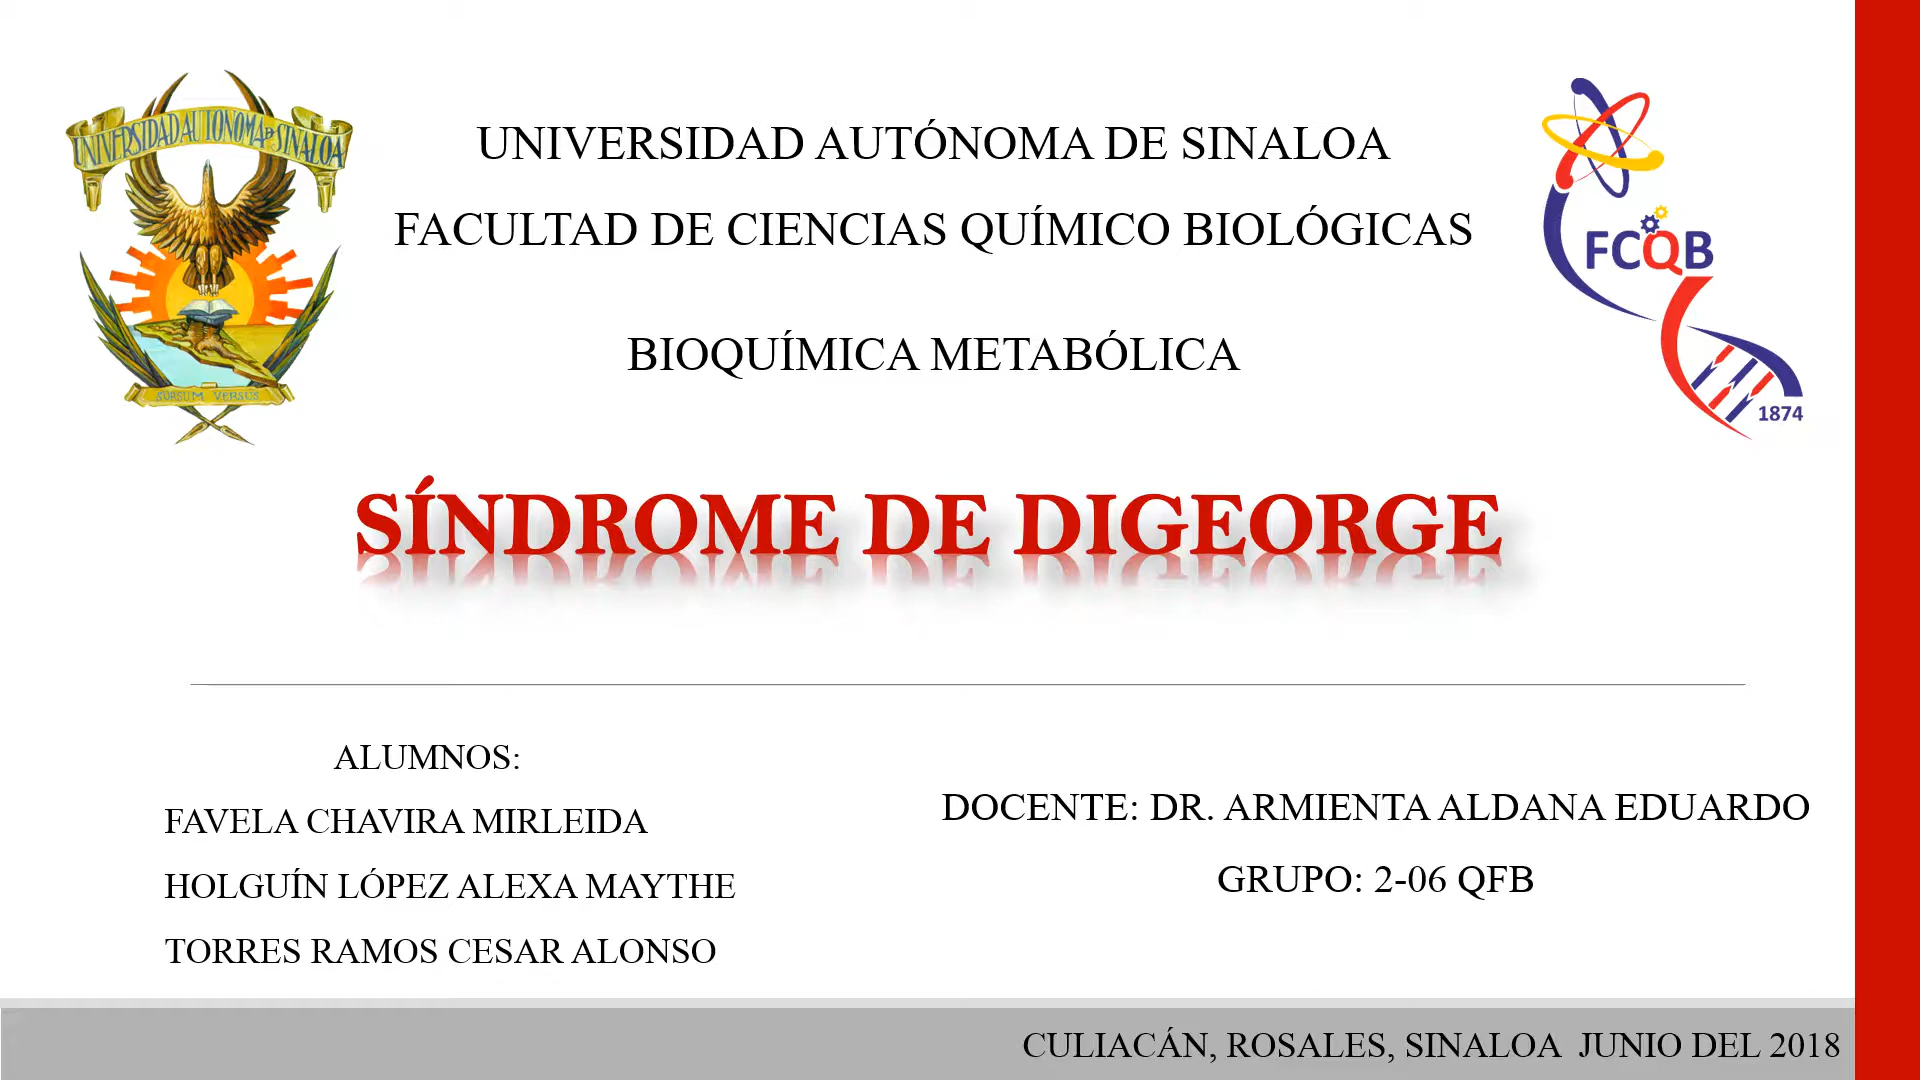 UNIVERSIDAD AUTONOMA D SINALOA
SURSUM VERSUS
UNIVERSIDAD AUTÓNOMA DE SINALOA
FACULTAD DE CIENCIAS QUÍMICO BIOLÓGICAS
BIOQUÍMICA METABÓLICA
FCQB
1874
SÍNDROME DE DIGEORGE
ALUMNOS:
FAVELA CHAVIRA MIRLEIDA
HOLGUÍN LÓPEZ ALEXA MAYTHE
TORRES RAMOS CESAR ALONSO
DOCENTE: DR. ARMIENTA ALDANA EDUARDO
GRUPO: 2-06 QFB
CULIACÁN, ROSALES, SINALOA JUNIO DEL 2018